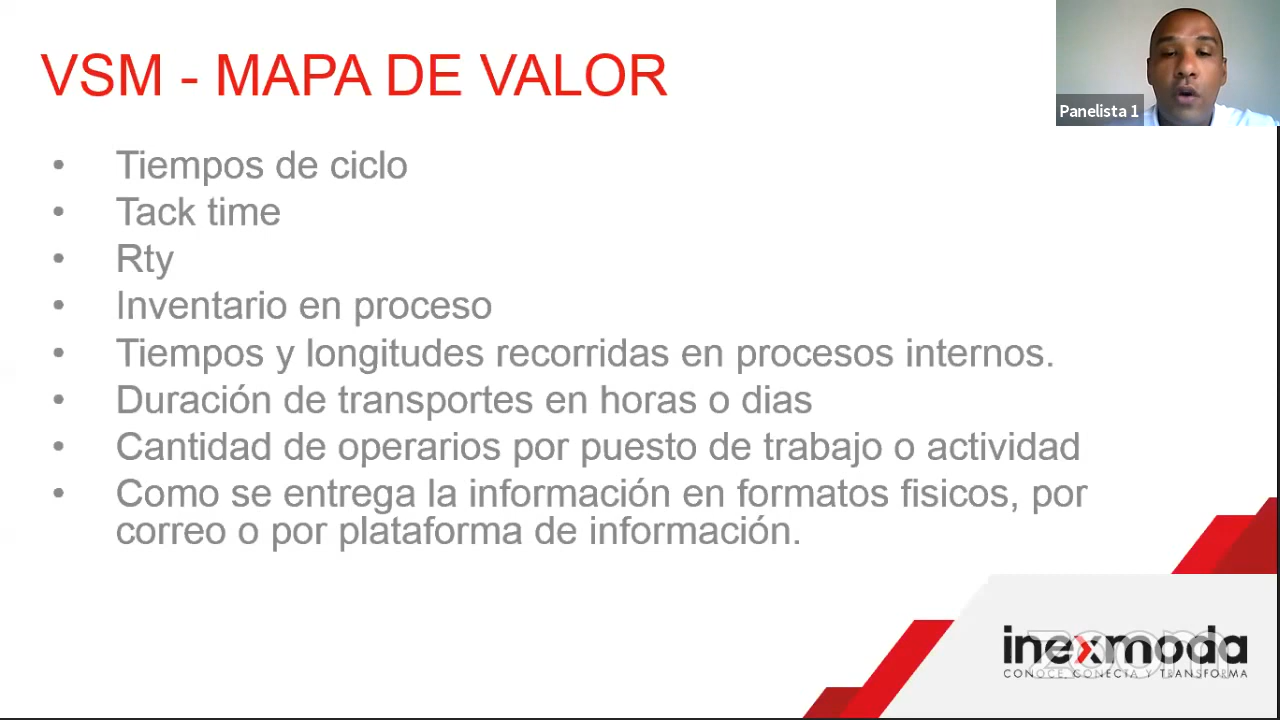 VSM - MAPA DE VALOR
Panelista 1
• Tiempos de ciclo
• Tack time
• Rty
• Inventario en proceso
• Tiempos y longitudes recorridas en procesos internos.
• Duración de transportes en horas o dias
• Cantidad de operarios por puesto de trabajo o actividad
• Como se entrega la información en formatos fisicos, por
correo o por plataforma de información.
inexmoda
zoom
CONOCE, CONECTA Y TRANSFORMA